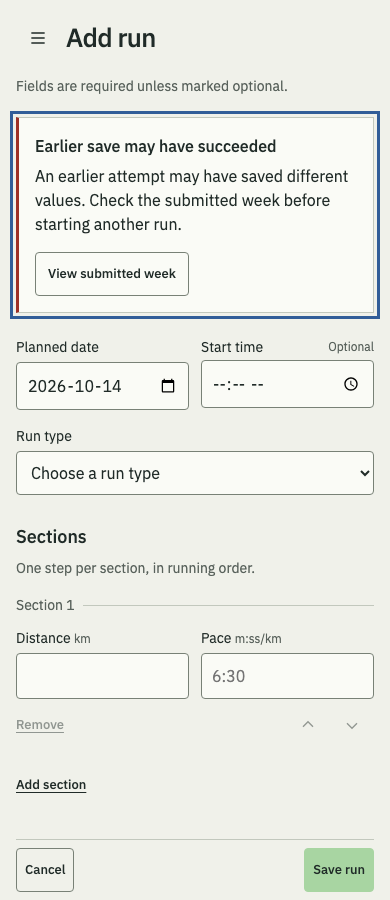 Add run
Fields are required unless marked optional.
Earlier save may have succeeded
An earlier attempt may have saved different
values. Check the submitted week before
starting another run.
View submitted week
Planned date
Start time Optional
2026-10-14
--:-- --
Run type
Choose a run type
Sections
One step per section, in running order.
Section 1
Distance km
Pace m:ss/km
6:30
Remove
Add section
Cancel
Save run